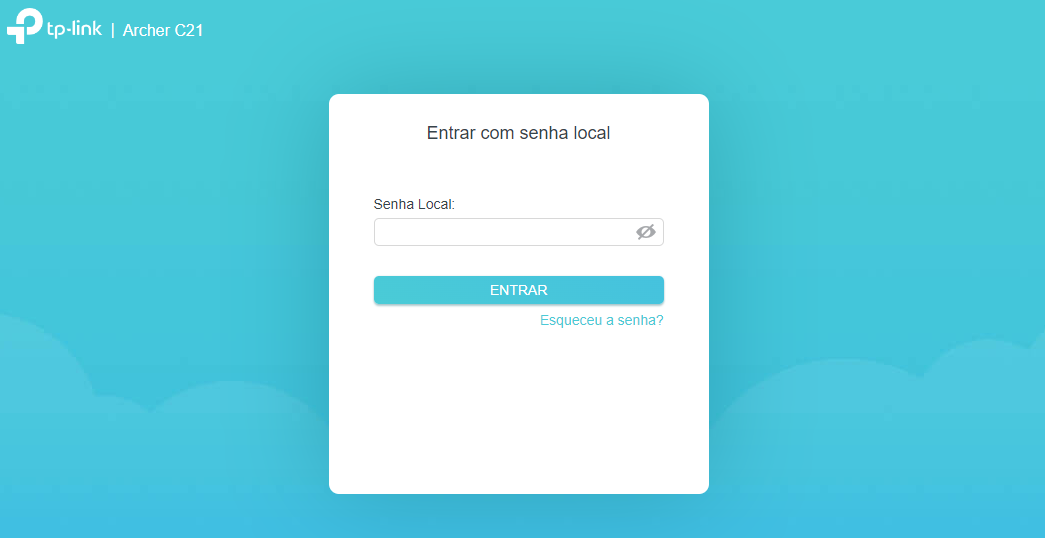 tp-link | Archer C21
Entrar com senha local
Senha Local:
ENTRAR
Esqueceu a senha?